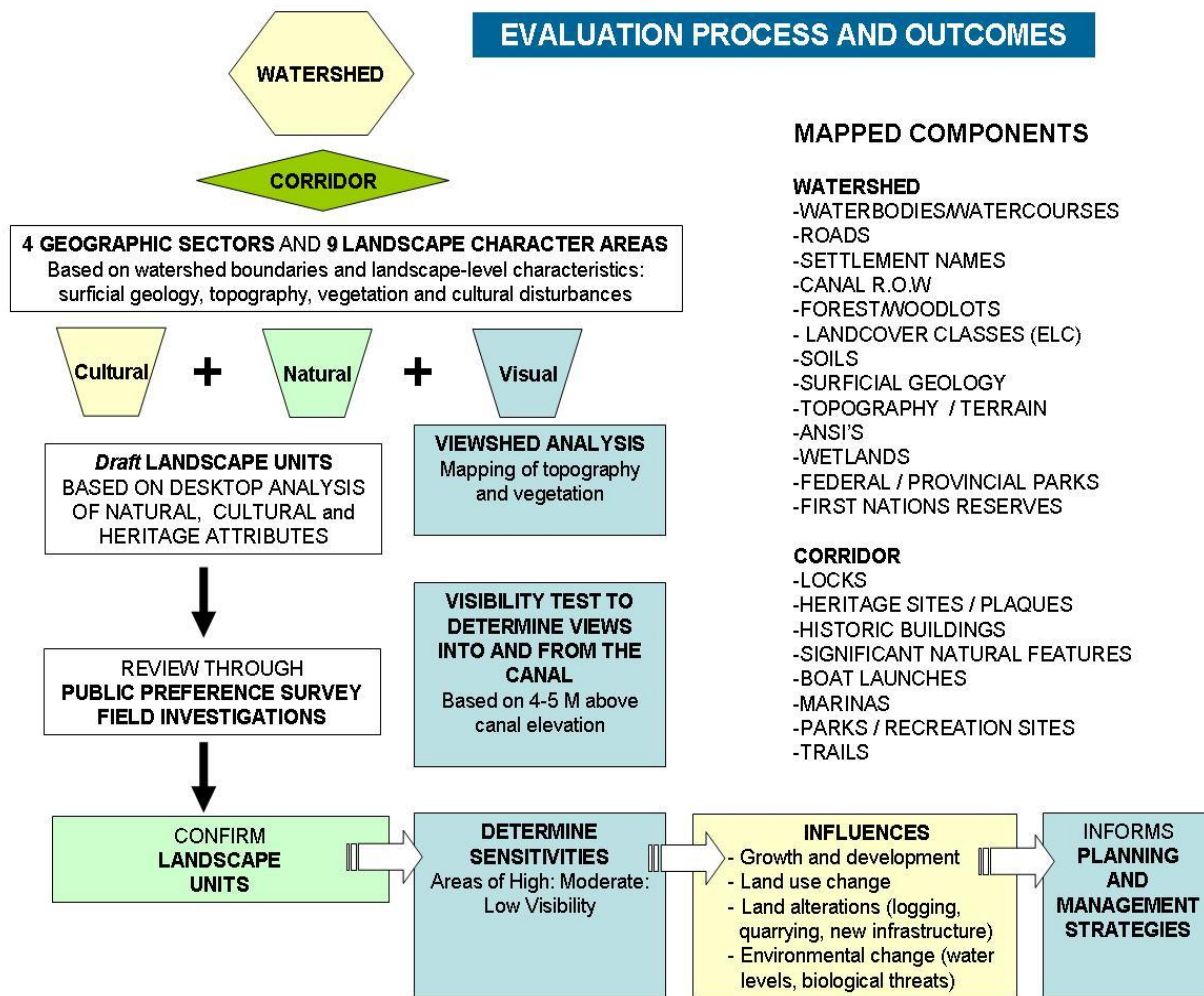 EVALUATION PROCESS AND OUTCOMES
WATERSHED
CORRIDOR
4 GEOGRAPHIC SECTORS AND 9 LANDSCAPE CHARACTER AREAS
Based on watershed boundaries and landscape-level characteristics:
surficial geology, topography, vegetation and cultural disturbances
Cultural + Natural + Visual
Draft LANDSCAPE UNITS
BASED ON DESKTOP ANALYSIS
OF NATURAL, CULTURAL and
HERITAGE ATTRIBUTES
VIEWSHED ANALYSIS
Mapping of topography
and vegetation
REVIEW THROUGH
PUBLIC PREFERENCE SURVEY
FIELD INVESTIGATIONS
VISIBILITY TEST TO
DETERMINE VIEWS
INTO AND FROM THE
CANAL
Based on 4-5 M above
canal elevation
CONFIRM
LANDSCAPE
UNITS
DETERMINE
SENSITIVITIES
Areas of High: Moderate:
Low Visibility
INFLUENCES
- Growth and development
- Land use change
- Land alterations (logging,
quarrying, new infrastructure)
- Environmental change (water
levels, biological threats)
INFORMS
PLANNING
AND
MANAGEMENT
STRATEGIES
MAPPED COMPONENTS
WATERSHED
-WATERBODIES/WATERCOURSES
-ROADS
-SETTLEMENT NAMES
-CANAL R.O.W
-FOREST/WOODLOTS
- LANDCOVER CLASSES (ELC)
-SOILS
-SURFICIAL GEOLOGY
-TOPOGRAPHY / TERRAIN
-ANSI'S
-WETLANDS
-FEDERAL / PROVINCIAL PARKS
-FIRST NATIONS RESERVES
CORRIDOR
-LOCKS
-HERITAGE SITES / PLAQUES
-HISTORIC BUILDINGS
-SIGNIFICANT NATURAL FEATURES
-BOAT LAUNCHES
-MARINAS
-PARKS / RECREATION SITES
-TRAILS